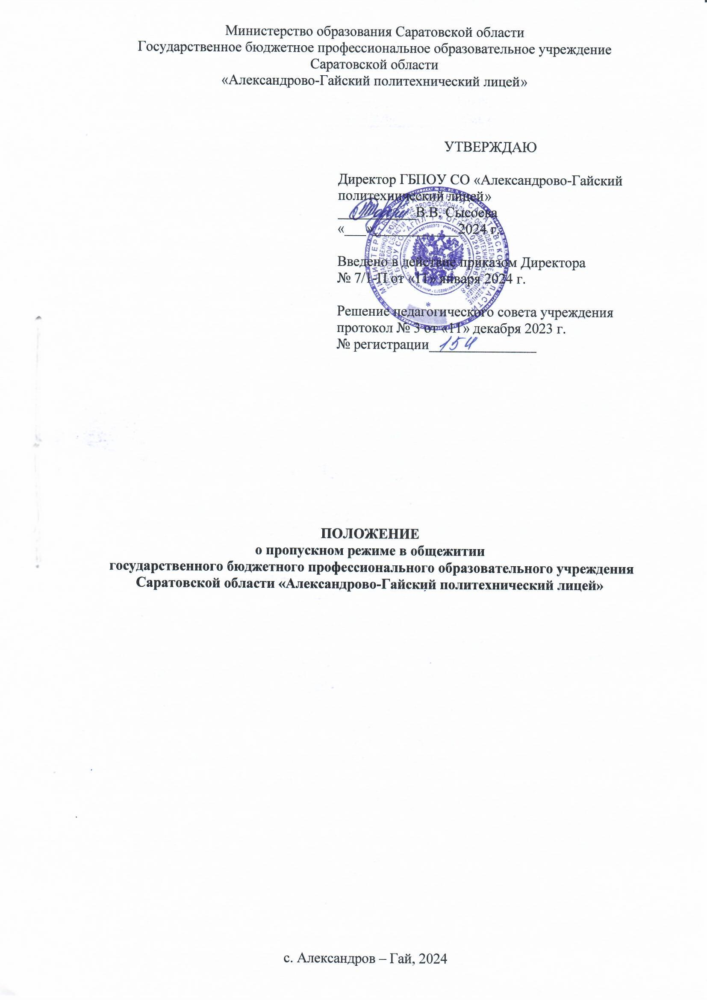 Министерство образования Саратовской области
Государственное бюджетное профессиональное образовательное учреждение
Саратовской области
«Александрово-Гайский политехнический лицей»
УТВЕРЖДАЮ
Директор ГБПОУ СО «Александрово-Гайский
политехнический лицей»
___________В.В. Сысоева
«___»____________2024 г.
Введено в действие приказом Директора
№ 7/1-П от «11» января 2024 г.
Решение педагогического совета учреждения
протокол № 3 от «11» декабря 2023 г.
№ регистрации 154
ПОЛОЖЕНИЕ
о пропускном режиме в общежитии
государственного бюджетного профессионального образовательного учреждения
Саратовской области «Александрово-Гайский политехнический лицей»
с. Александров – Гай, 2024